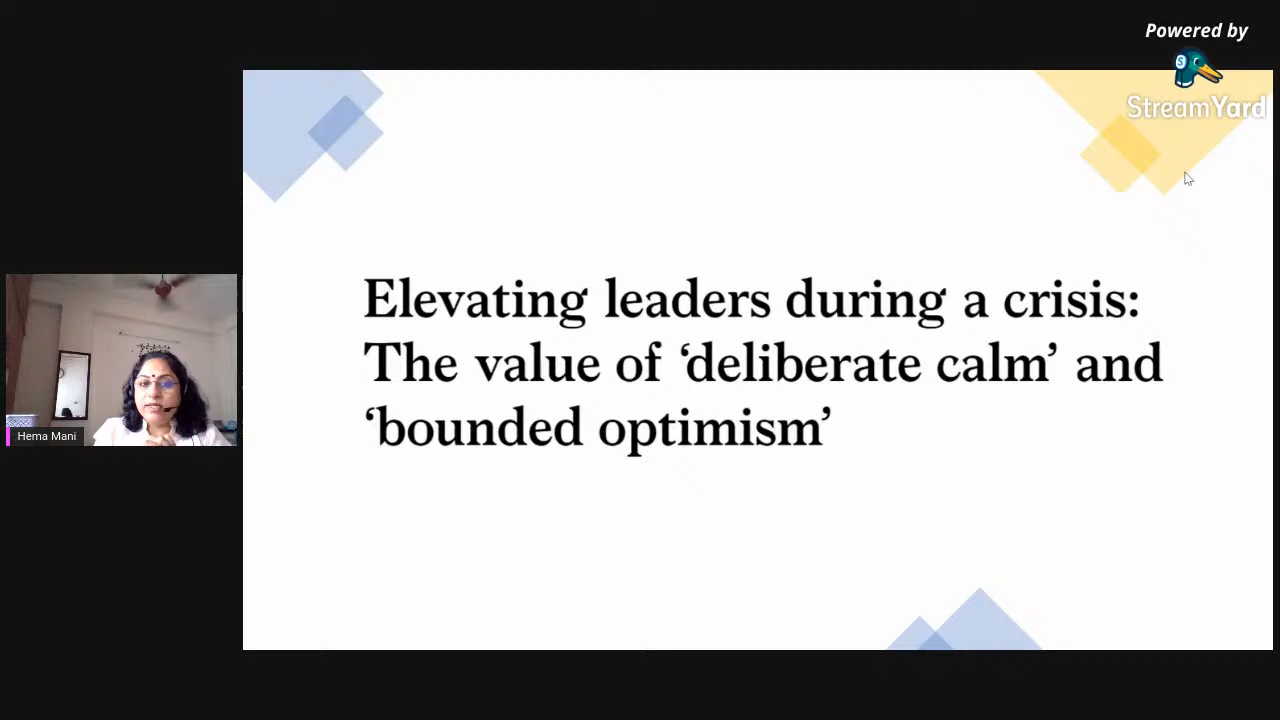 Powered by
StreamYard
Elevating leaders during a crisis:
The value of ‘deliberate calm’ and
‘bounded optimism’
Hema Mani